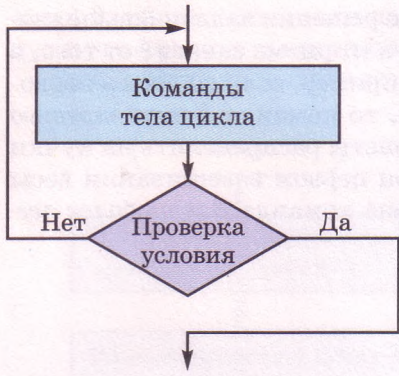 Команды
тела цикла
Нет
Проверка
условия
Да